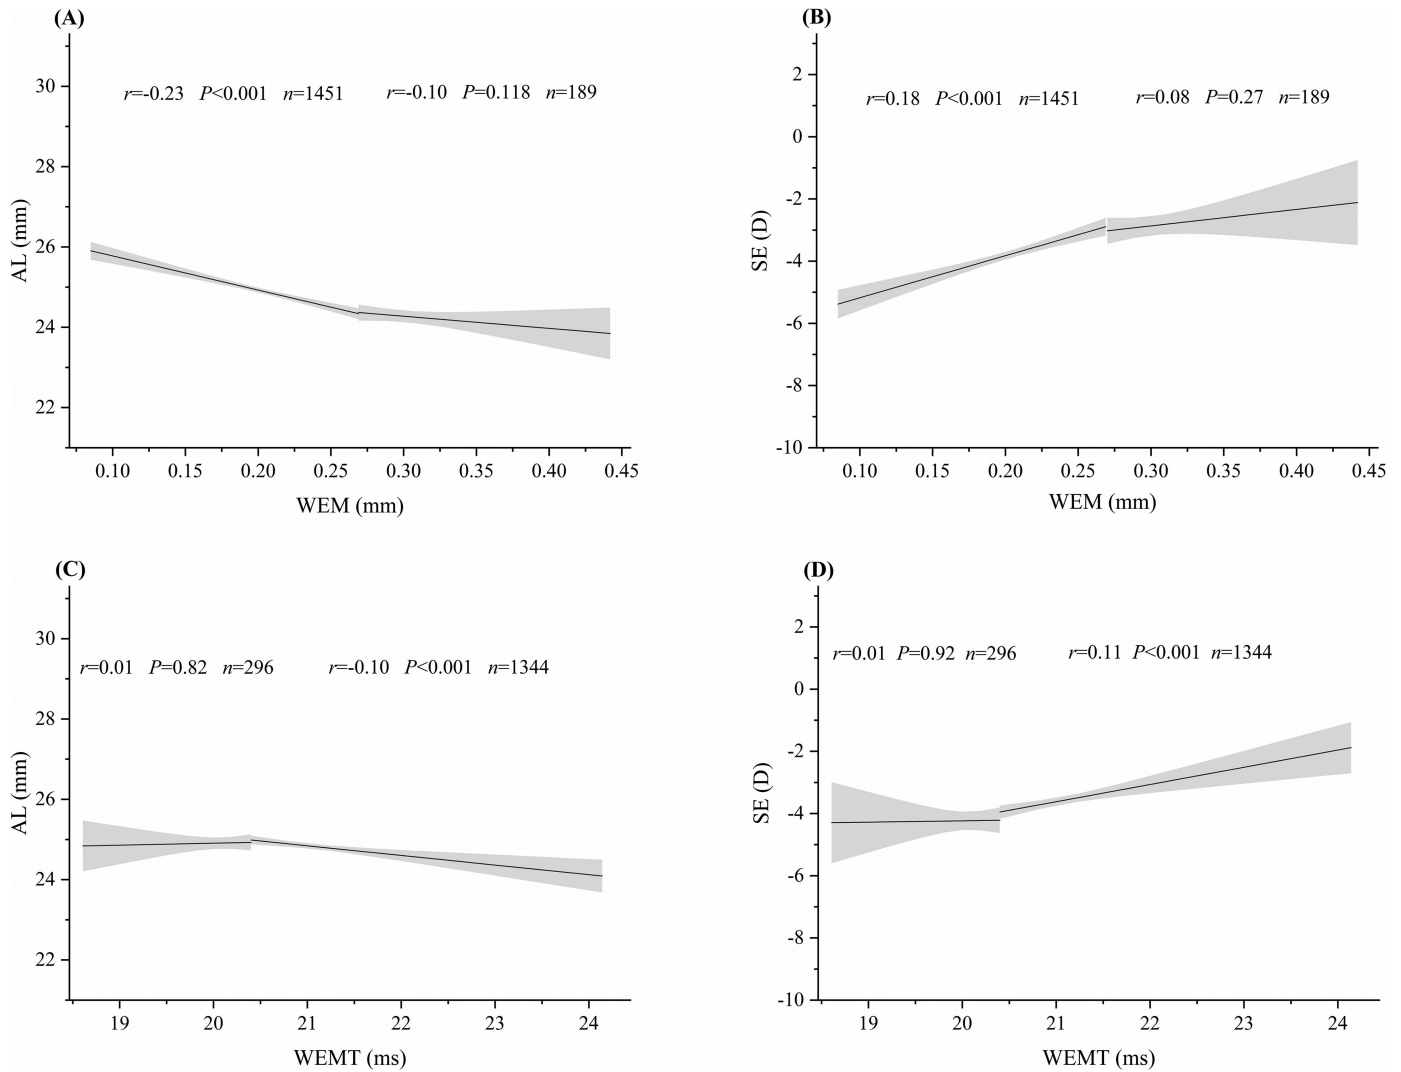 (A)
r=-0.23 P<0.001 n=1451 r=-0.10 P=0.118 n=189
AL (mm)
30
28
26
24
22
0.10 0.15 0.20 0.25 0.30 0.35 0.40 0.45
WEM (mm)
(B)
r=0.18 P<0.001 n=1451 r=0.08 P=0.27 n=189
SE (D)
2
0
-2
-4
-6
-8
-10
0.10 0.15 0.20 0.25 0.30 0.35 0.40 0.45
WEM (mm)
(C)
r=0.01 P=0.82 n=296 r=-0.10 P<0.001 n=1344
AL (mm)
30
28
26
24
22
19 20 21 22 23 24
WEMT (ms)
(D)
r=0.01 P=0.92 n=296 r=0.11 P<0.001 n=1344
SE (D)
2
0
-2
-4
-6
-8
-10
19 20 21 22 23 24
WEMT (ms)